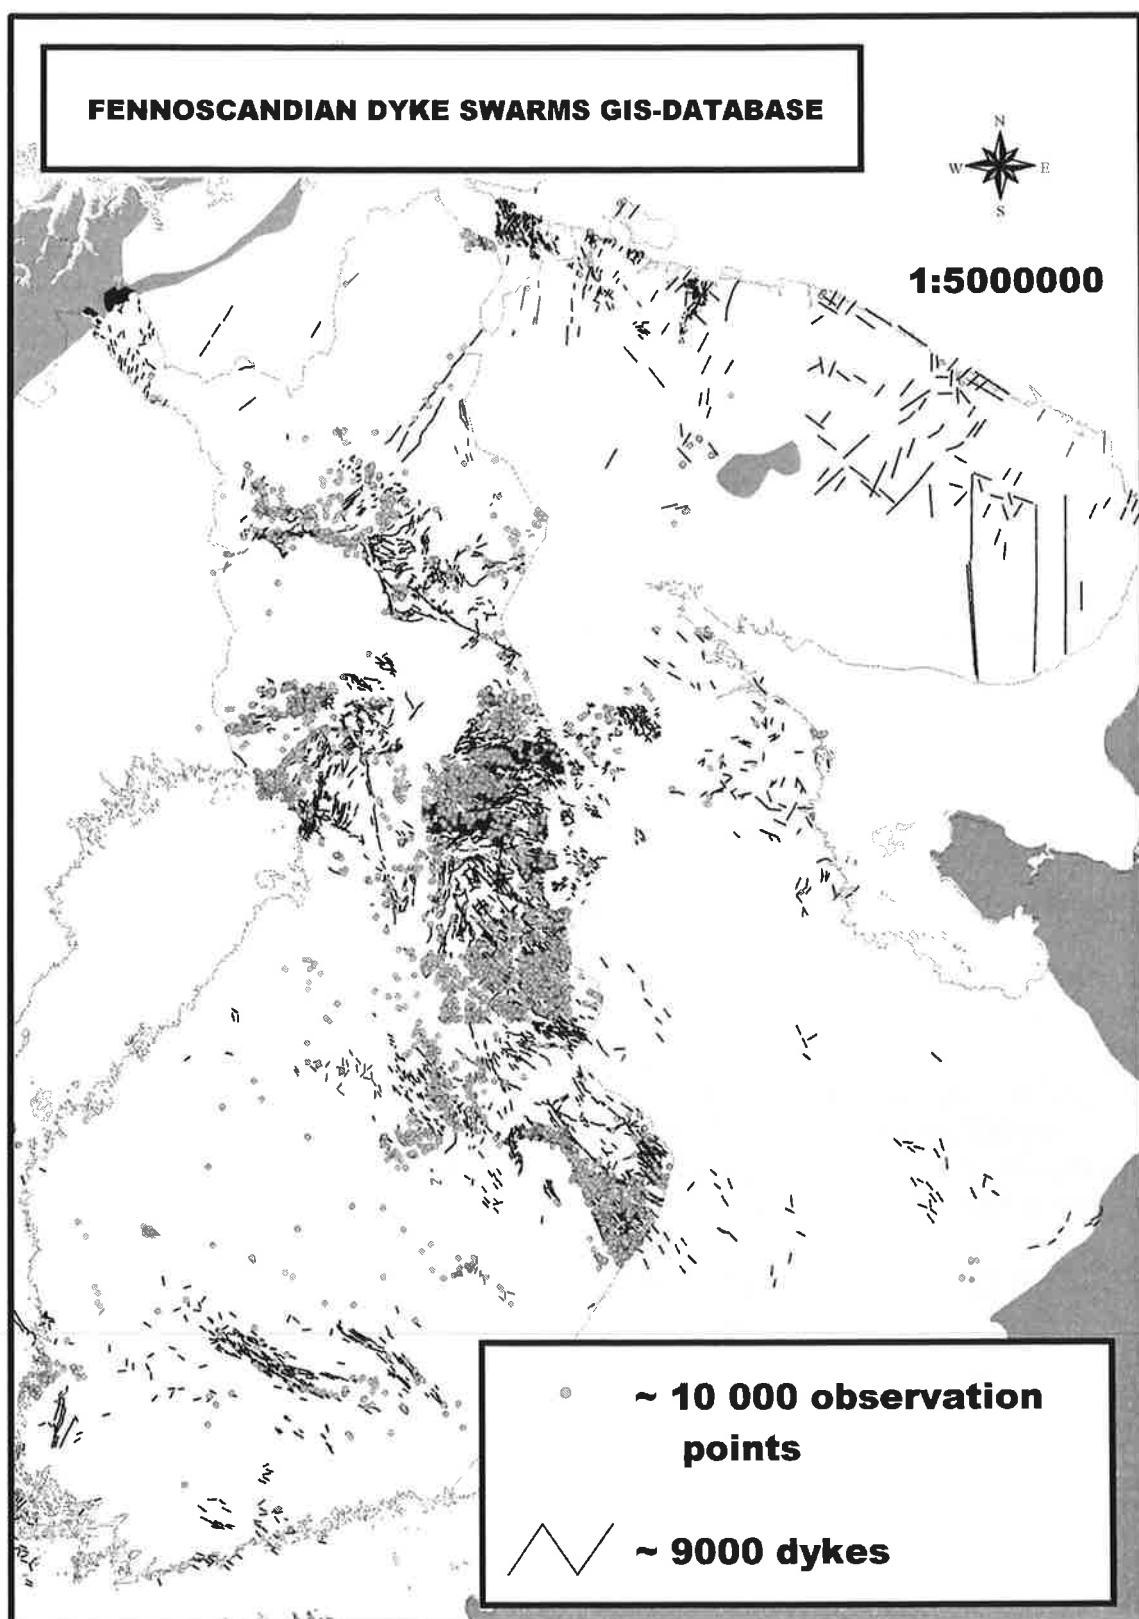 FENNOSCANDIAN DYKE SWARMS GIS-DATABASE
N
W E
S
1:5000000
~ 10 000 observation
points
~ 9000 dykes